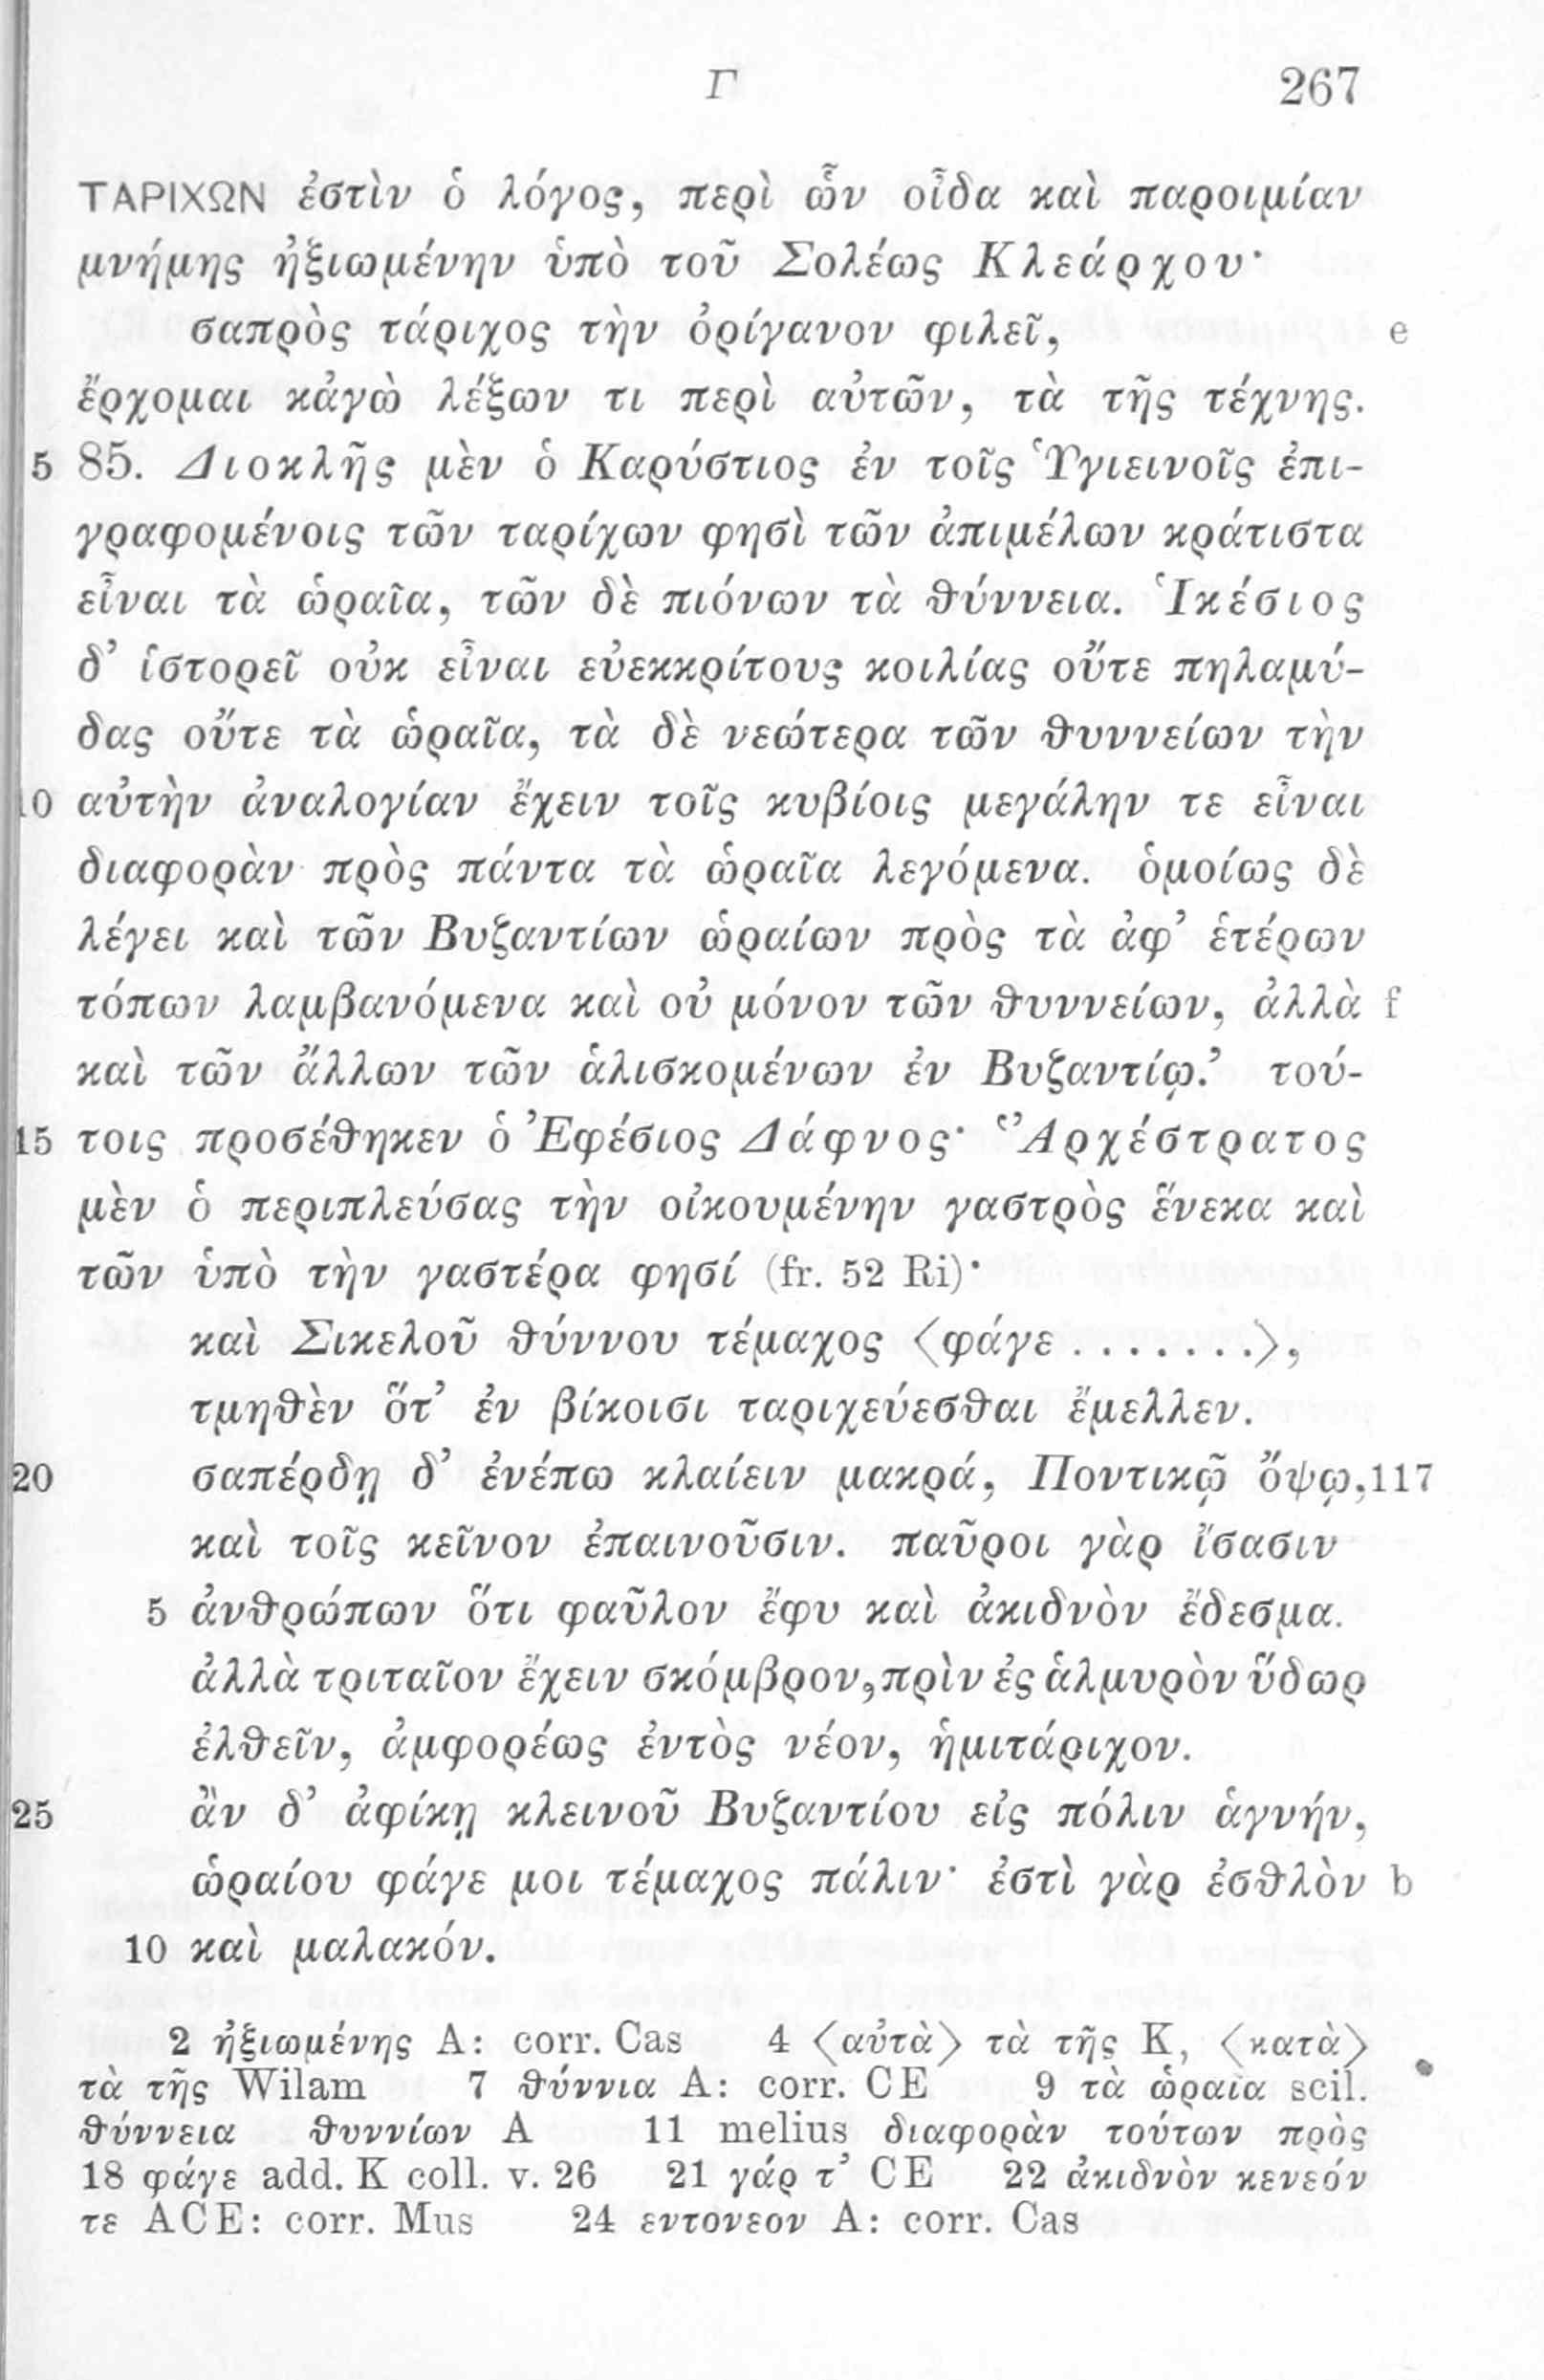 Γ 267
ΤΑΡΙΧΩΝ ἐστὶν ὁ λόγος, περὶ ὧν οἶδα καὶ παροιμίαν
μνήμης ἠξιωμένην ὑπὸ τοῦ Σολέως Κλεάρχου·
σαπρὸς τάριχος τὴν ὀρίγανον φιλεῖ, e
ἔρχομαι κἀγὼ λέξων τι περὶ αὐτῶν, τὰ τῆς τέχνης.
5 85. Διοκλῆς μὲν ὁ Καρύστιος ἐν τοῖς Ὑγιεινοῖς ἐπι-
γραφομένοις τῶν ταρίχων φησὶ τῶν ἀπιμέλων κράτιστα
εἶναι τὰ ὡραῖα, τῶν δὲ πιόνων τὰ θύννεια. Ἱκέσιος
δ’ ἱστορεῖ οὐκ εἶναι εὐεκκρίτους κοιλίας οὔτε πηλαμύ-
δας οὔτε τὰ ὡραῖα, τὰ δὲ νεώτερα τῶν θυννείων τὴν
10 αὐτὴν ἀναλογίαν ἔχειν τοῖς κυβίοις μεγάλην τε εἶναι
διαφορὰν πρὸς πάντα τὰ ὡραῖα λεγόμενα. ὁμοίως δὲ
λέγει καὶ τῶν Βυζαντίων ὡραίων πρὸς τὰ ἀφ’ ἑτέρων
τόπων λαμβανόμενα καὶ οὐ μόνον τῶν θυννείων, ἀλλὰ f
καὶ τῶν ἄλλων τῶν ἁλισκομένων ἐν Βυζαντίῳ.’ τού-
15 τοις προσέθηκεν ὁ Ἐφέσιος Δάφνος· ‘Ἀρχέστρατος
μὲν ὁ περιπλεύσας τὴν οἰκουμένην γαστρὸς ἕνεκα καὶ
τῶν ὑπὸ τὴν γαστέρα φησί (fr. 52 Ri)·
καὶ Σικελοῦ θύννου τέμαχος 〈φάγε . . . . . . .〉,
τμηθὲν ὅτ’ ἐν βίκοισι ταριχεύεσθαι ἔμελλεν.
20 σαπέρδῃ δ’ ἐνέπω κλαίειν μακρά, Ποντικῷ ὄψῳ, 117
καὶ τοῖς κεῖνον ἐπαινοῦσιν. παῦροι γὰρ ἴσασιν
5 ἀνθρώπων ὅτι φαῦλον ἔφυ καὶ ἀκιδνὸν ἔδεσμα.
ἀλλὰ τριταῖον ἔχειν σκόμβρον, πρὶν ἐς ἁλμυρὸν ὕδωρ
ἐλθεῖν, ἀμφορέως ἐντὸς νέον, ἡμιτάριχον.
25 ἂν δ’ ἀφίκῃ κλεινοῦ Βυζαντίου εἰς πόλιν ἁγνήν,
ὡραίου φάγε μοι τέμαχος πάλιν· ἐστὶ γὰρ ἐσθλὸν b
10 καὶ μαλακόν.
2 ἠξιωμένης A: corr. Cas 4 〈αὐτὰ〉 τὰ τῆς K, 〈κατὰ〉
τὰ τῆς Wilam 7 θύννια A: corr. CE 9 τὰ ὡραῖα scil.
θύννεια θυννίων A 11 melius διαφορὰν τούτων πρὸς
18 φάγε add. K coll. v. 26 21 γάρ τ’ CE 22 ἀκιδνὸν κενεόν
τε ACE: corr. Mus 24 εντονεον A: corr. Cas